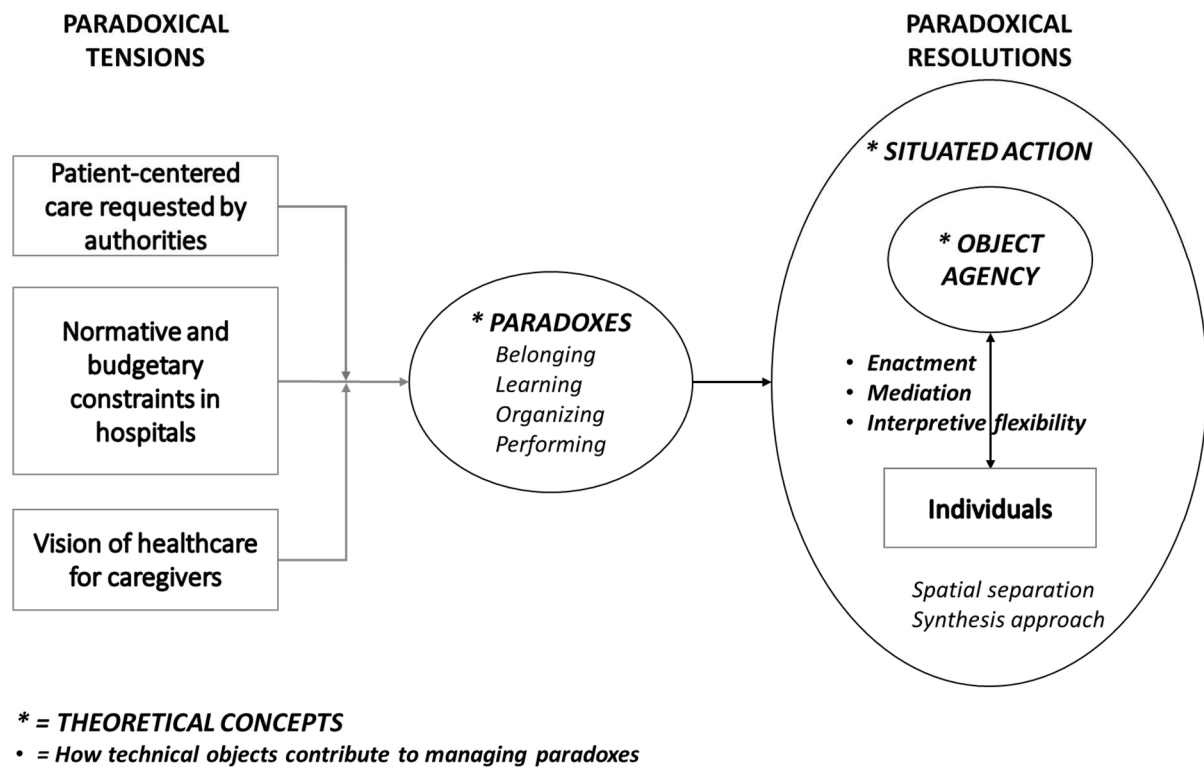 PARADOXICAL
TENSIONS
PARADOXICAL
RESOLUTIONS
Patient-centered
care requested by
authorities
Normative and
budgetary
constraints in
hospitals
Vision of healthcare
for caregivers
* PARADOXES
Belonging
Learning
Organizing
Performing
* SITUATED ACTION
* OBJECT
AGENCY
• Enactment
• Mediation
• Interpretive flexibility
Individuals
Spatial separation
Synthesis approach
* = THEORETICAL CONCEPTS
• = How technical objects contribute to managing paradoxes